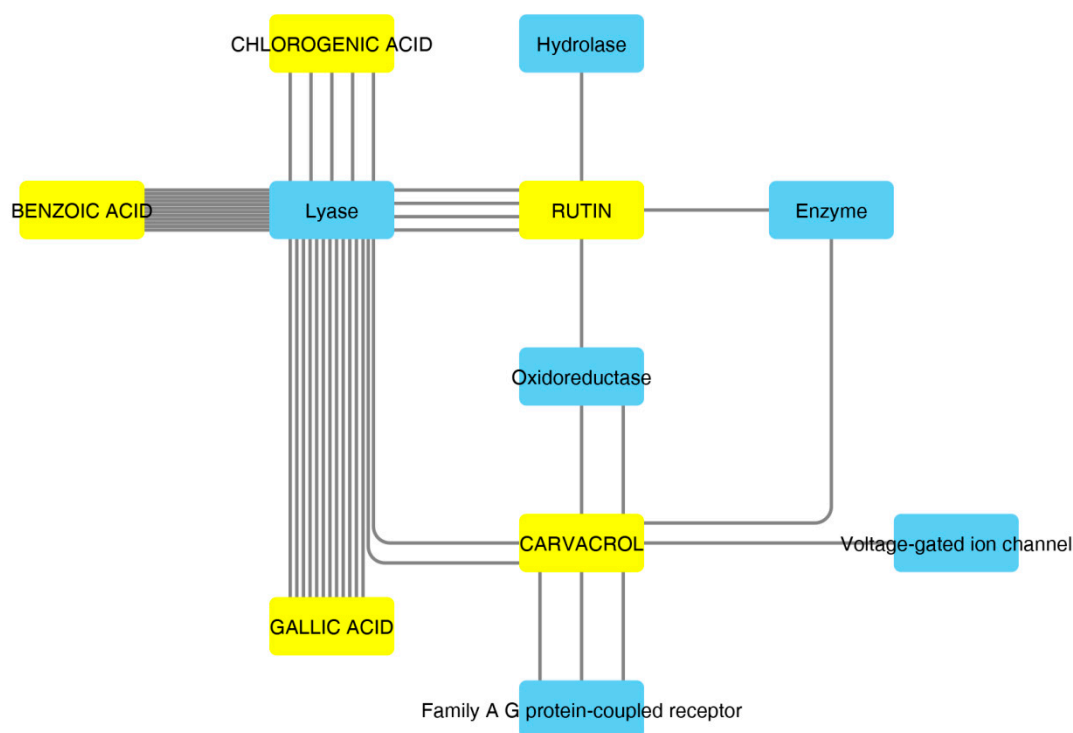 CHLOROGENIC ACID
Hydrolase
BENZOIC ACID
Lyase
RUTIN
Enzyme
Oxidoreductase
CARVACROL
Voltage-gated ion channel
GALLIC ACID
Family A G protein-coupled receptor